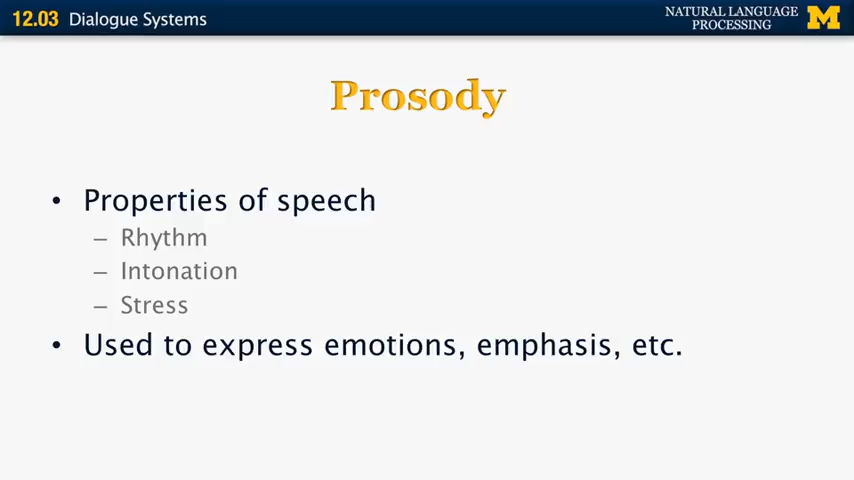 12.03 Dialogue Systems
NATURAL LANGUAGE
PROCESSING
M
Prosody
• Properties of speech
– Rhythm
– Intonation
– Stress
• Used to express emotions, emphasis, etc.